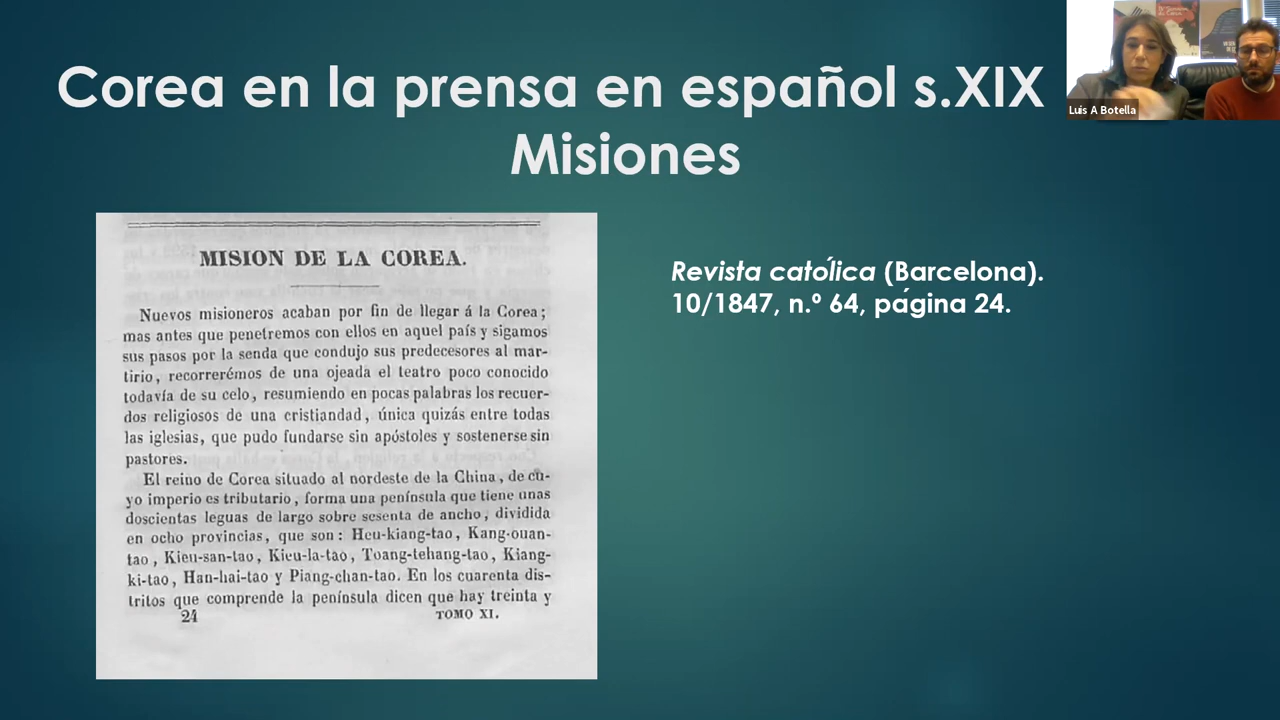 Corea en la prensa en español s.XIX
Misiones
Luis A Botella
MISION DE LA COREA.
Nuevos misioneros acaban por fin de llegar á la Corea;
mas antes que penetremos con ellos en aquel país y sigamos
sus pasos por la senda que condujo sus predecesores al mar-
tirio, recorrerémos de una ojeada el teatro poco conocido
todavía de su celo, resumiendo en pocas palabras los recuer-
dos religiosos de una cristiandad, única quizás entre todas
las iglesias, que pudo fundarse sin apóstoles y sostenerse sin
pastores.
El reino de Corea situado al nordeste de la China, de cu-
yo imperio es tributario, forma una península que tiene unas
doscientas leguas de largo sobre sesenta de ancho, dividida
en ocho provincias, que son: Heu-kiang-tao, Kang-ouan-
tao, Kieu-san-tao, Kieu-la-tao, Toang-tehang-tao, Kiang-
ki-tao, Han-hai-tao y Piang-chan-tao. En los cuarenta dis-
tritos que comprende la península dicen que hay treinta y
24 TOMO XI.
Revista católica (Barcelona).
10/1847, n.º 64, página 24.